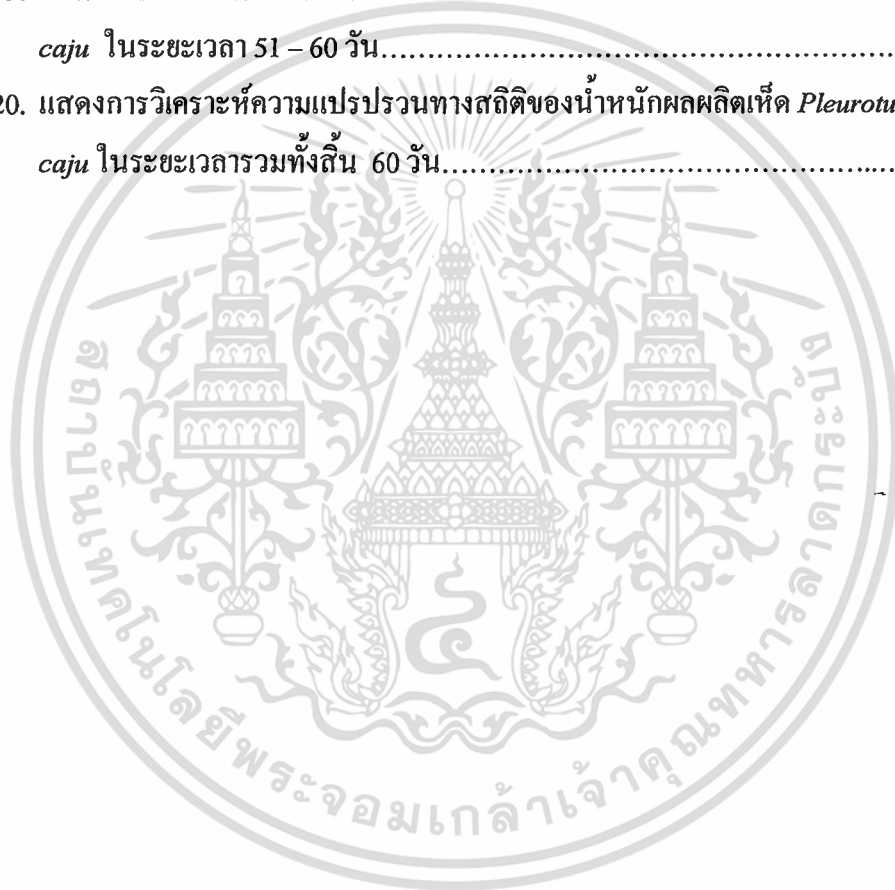 caju ในระยะเวลา 51 – 60 วัน
20. แสดงการวิเคราะห์ความแปรปรวนทางสถิติของน้ำหนักผลผลิตเห็ด Pleurotu
caju ในระยะเวลารวมทั้งสิ้น 60 วัน
สถาบันเทคโนโลยีพระจอมเกล้าเจ้าคุณทหารลาดกระบัง